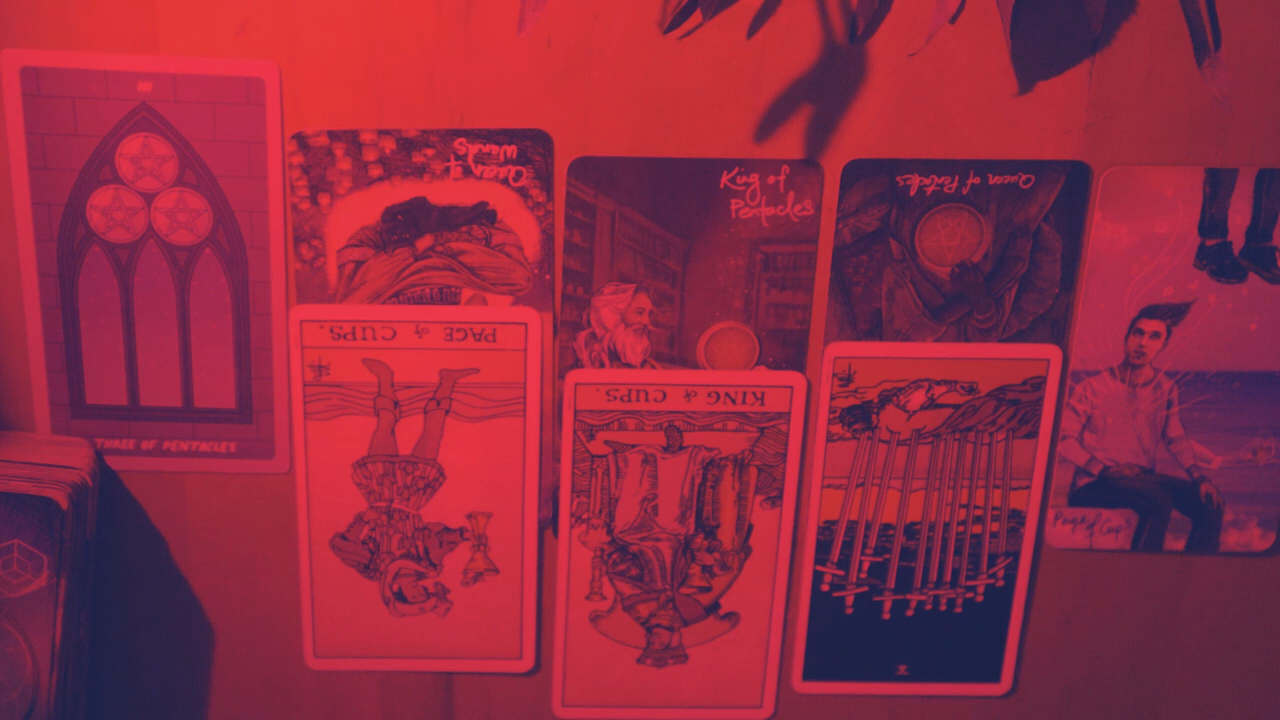 III
THREE OF PENTACLES
Queen of
Wands
PAGE of CUPS.
King of
Pentacles
KING of CUPS.
Queen of Pentacles
X
Page of Cups